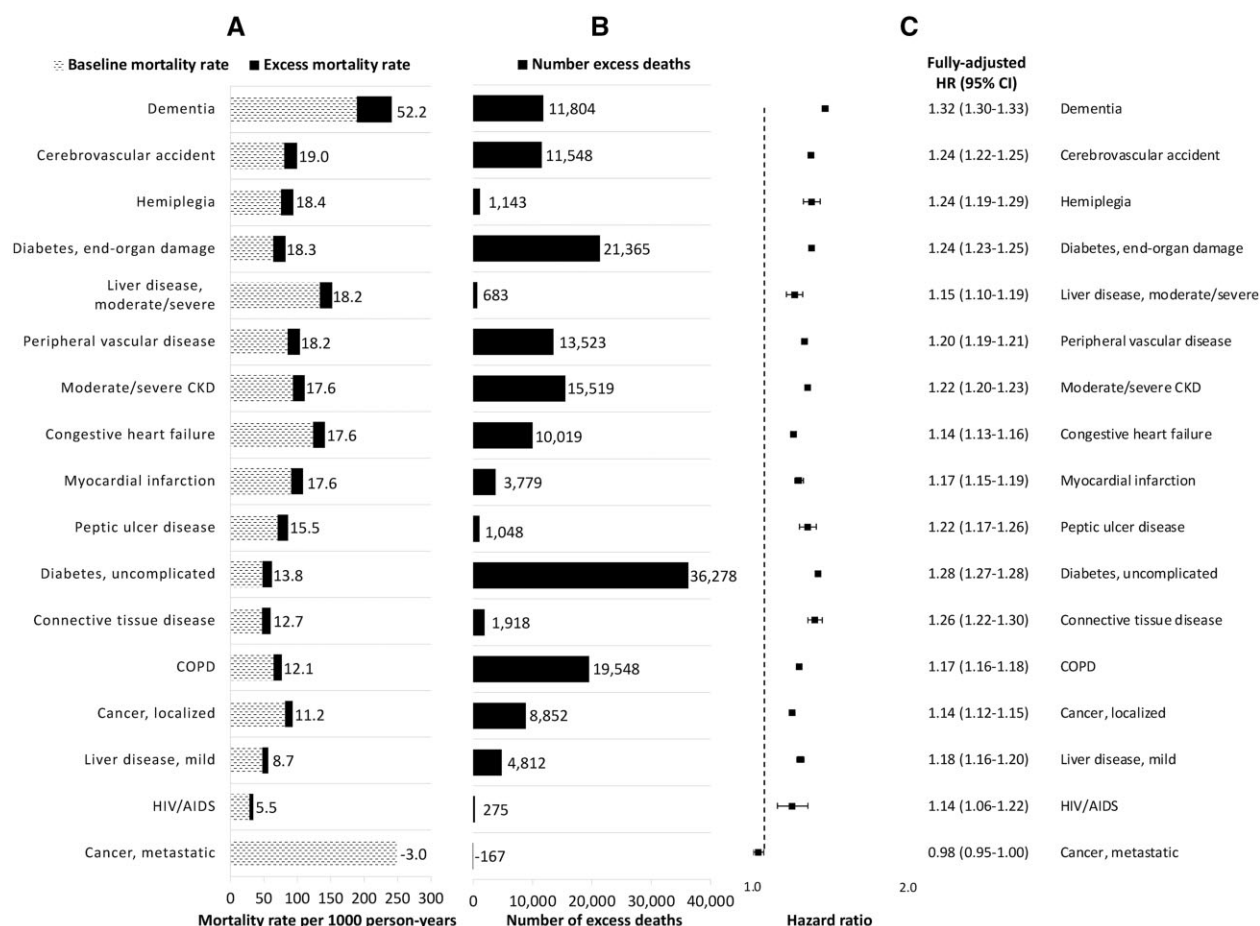 A
B
C
Baseline mortality rate
Excess mortality rate
Number excess deaths
Fully-adjusted
HR (95% CI)
Dementia 52.2 11,804 1.32 (1.30-1.33) Dementia
Cerebrovascular accident 19.0 11,548 1.24 (1.22-1.25) Cerebrovascular accident
Hemiplegia 18.4 1,143 1.24 (1.19-1.29) Hemiplegia
Diabetes, end-organ damage 18.3 21,365 1.24 (1.23-1.25) Diabetes, end-organ damage
Liver disease,
moderate/severe 18.2 683 1.15 (1.10-1.19) Liver disease, moderate/severe
Peripheral vascular disease 18.2 13,523 1.20 (1.19-1.21) Peripheral vascular disease
Moderate/severe CKD 17.6 15,519 1.22 (1.20-1.23) Moderate/severe CKD
Congestive heart failure 17.6 10,019 1.14 (1.13-1.16) Congestive heart failure
Myocardial infarction 17.6 3,779 1.17 (1.15-1.19) Myocardial infarction
Peptic ulcer disease 15.5 1,048 1.22 (1.17-1.26) Peptic ulcer disease
Diabetes, uncomplicated 13.8 36,278 1.28 (1.27-1.28) Diabetes, uncomplicated
Connective tissue disease 12.7 1,918 1.26 (1.22-1.30) Connective tissue disease
COPD 12.1 19,548 1.17 (1.16-1.18) COPD
Cancer, localized 11.2 8,852 1.14 (1.12-1.15) Cancer, localized
Liver disease, mild 8.7 4,812 1.18 (1.16-1.20) Liver disease, mild
HIV/AIDS 5.5 275 1.14 (1.06-1.22) HIV/AIDS
Cancer, metastatic -3.0 -167 0.98 (0.95-1.00) Cancer, metastatic
0 50 100 150 200 250 300
0 10,000 20,000 30,000 40,000
1.0 2.0
Mortality rate per 1000 person-years
Number of excess deaths
Hazard ratio